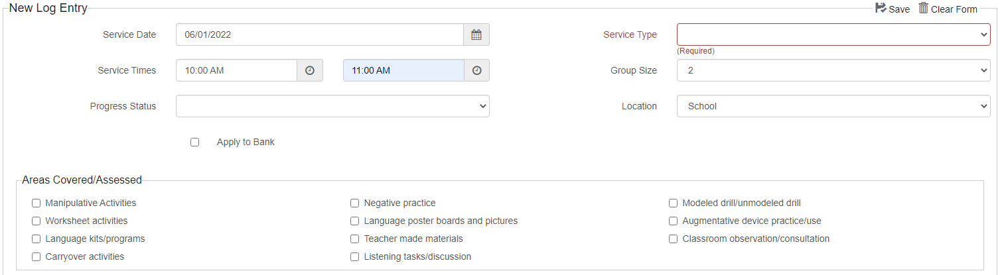 New Log Entry Save Clear Form
Service Date 06/01/2022 Service Type
(Required)
Service Times 10:00 AM 11:00 AM Group Size 2
Progress Status Location School
Apply to Bank
Areas Covered/Assessed
Manipulative Activities Negative practice Modeled drill/unmodeled drill
Worksheet activities Language poster boards and pictures Augmentative device practice/use
Language kits/programs Teacher made materials Classroom observation/consultation
Carryover activities Listening tasks/discussion